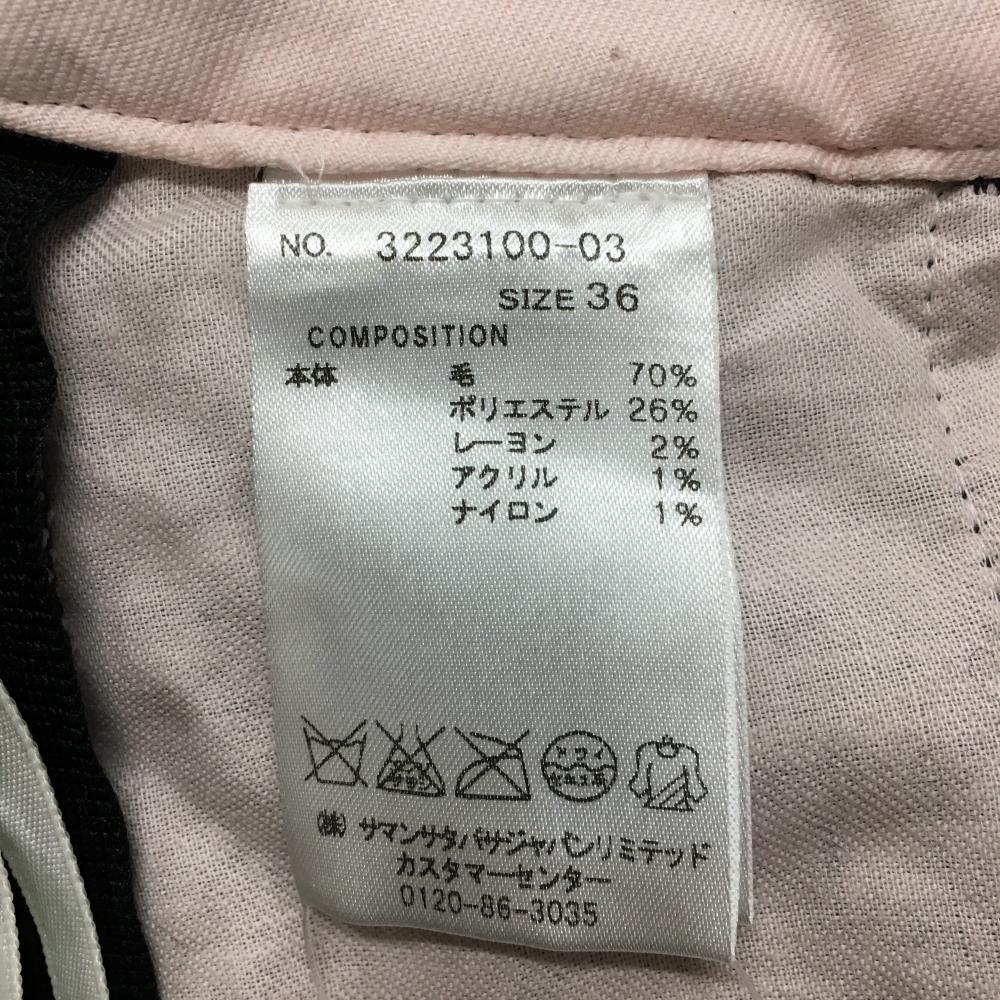 NO. 3223100-03
SIZE 36
COMPOSITION
本体 毛 70%
ポリエステル 26%
レーヨン 2%
アクリル 1%
ナイロン 1%
(株) サマンサタバサジャパンリミテッド
カスタマーセンター
0120-86-3035